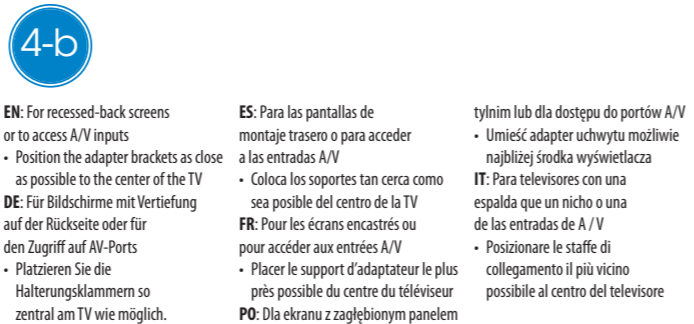 4-b
EN: For recessed-back screens
or to access A/V inputs
• Position the adapter brackets as close
as possible to the center of the TV
DE: Für Bildschirme mit Vertiefung
auf der Rückseite oder für
den Zugriff auf AV-Ports
• Platzieren Sie die
Halterungsklammern so
zentral am TV wie möglich.
ES: Para las pantallas de
montaje trasero o para acceder
a las entradas A/V
• Coloca los soportes tan cerca como
sea posible del centro de la TV
FR: Pour les écrans encastrés ou
pour accéder aux entrées A/V
• Placer le support d’adaptateur le plus
près possible du centre du téléviseur
PO: Dla ekranu z zagłębionym panelem
tylnim lub dla dostępu do portów A/V
• Umieść adapter uchwytu możliwie
najbliżej środka wyświetlacza
IT: Para televisores con una
espalda que un nicho o una
de las entradas de A / V
• Posizionare le staffe di
collegamento il più vicino
possibile al centro del televisore